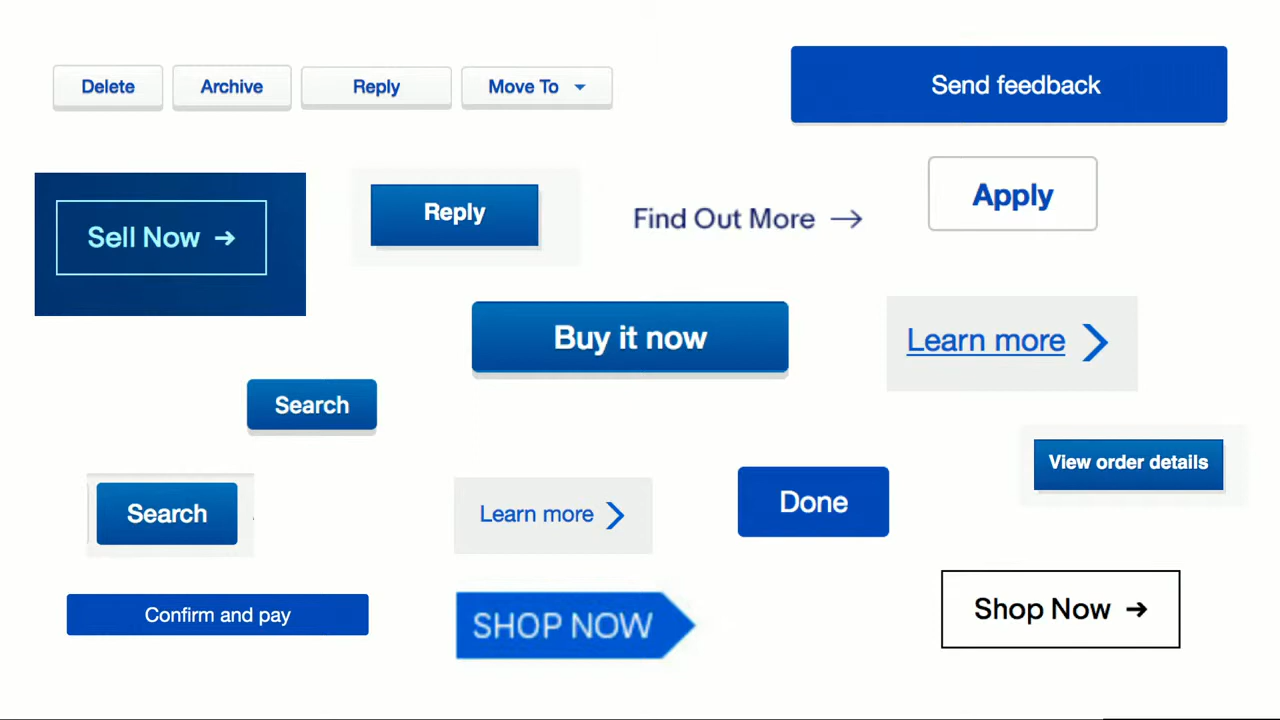 Delete
Archive
Reply
Move To
Send feedback
Sell Now →
Reply
Find Out More →
Apply
Buy it now
Learn more
Search
View order details
Search
Learn more
Done
Confirm and pay
SHOP NOW
Shop Now →